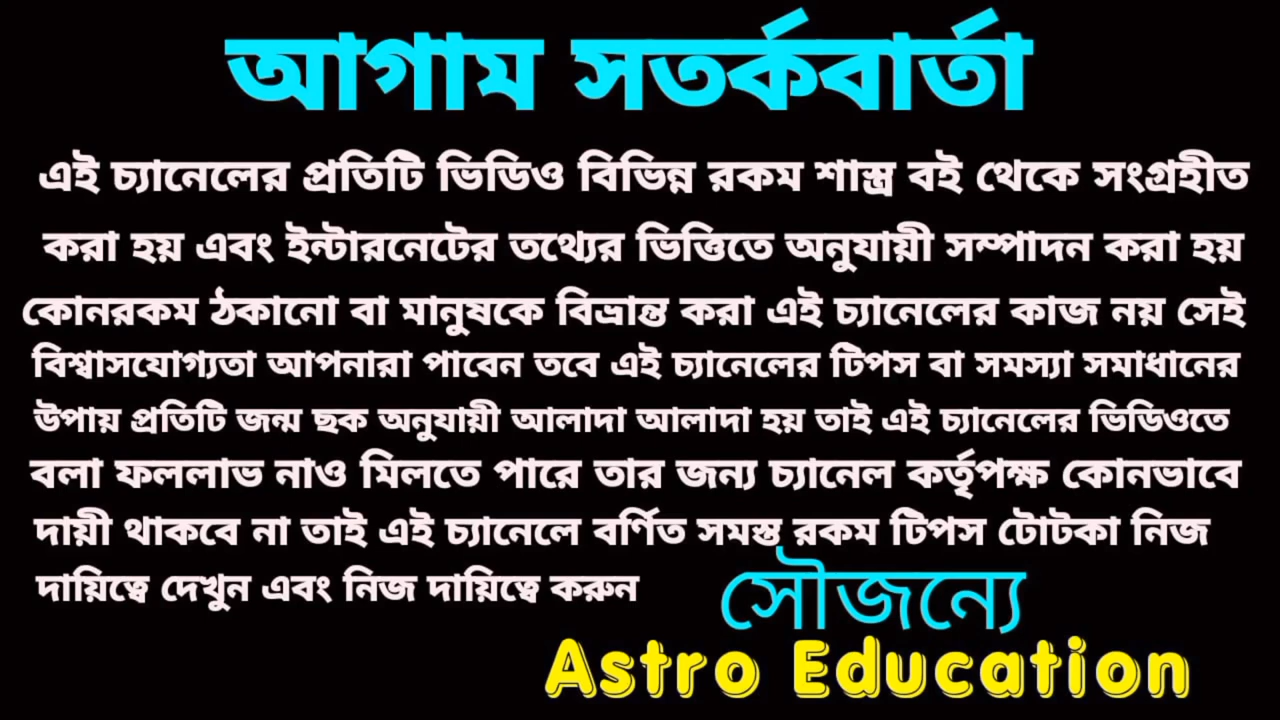 আগাম সতর্কবার্তা
এই চ্যানেলের প্রতিটি ভিডিও বিভিন্ন রকম শাস্ত্র বই থেকে সংগ্রহীত
করা হয় এবং ইন্টারনেটের তথ্যের ভিত্তিতে অনুযায়ী সম্পাদন করা হয়
কোনরকম ঠকানো বা মানুষকে বিভ্রান্ত করা এই চ্যানেলের কাজ নয় সেই
বিশ্বাসযোগ্যতা আপনারা পাবেন তবে এই চ্যানেলের টিপস বা সমস্যা সমাধানের
উপায় প্রতিটি জন্ম ছক অনুযায়ী আলাদা আলাদা হয় তাই এই চ্যানেলের ভিডিওতে
বলা ফললাভ নাও মিলতে পারে তার জন্য চ্যানেল কর্তৃপক্ষ কোনভাবে
দায়ী থাকবে না তাই এই চ্যানেলে বর্ণিত সমস্ত রকম টিপস টোটকা নিজ
দায়িত্বে দেখুন এবং নিজ দায়িত্বে করুন
সৌজন্যে
Astro Education